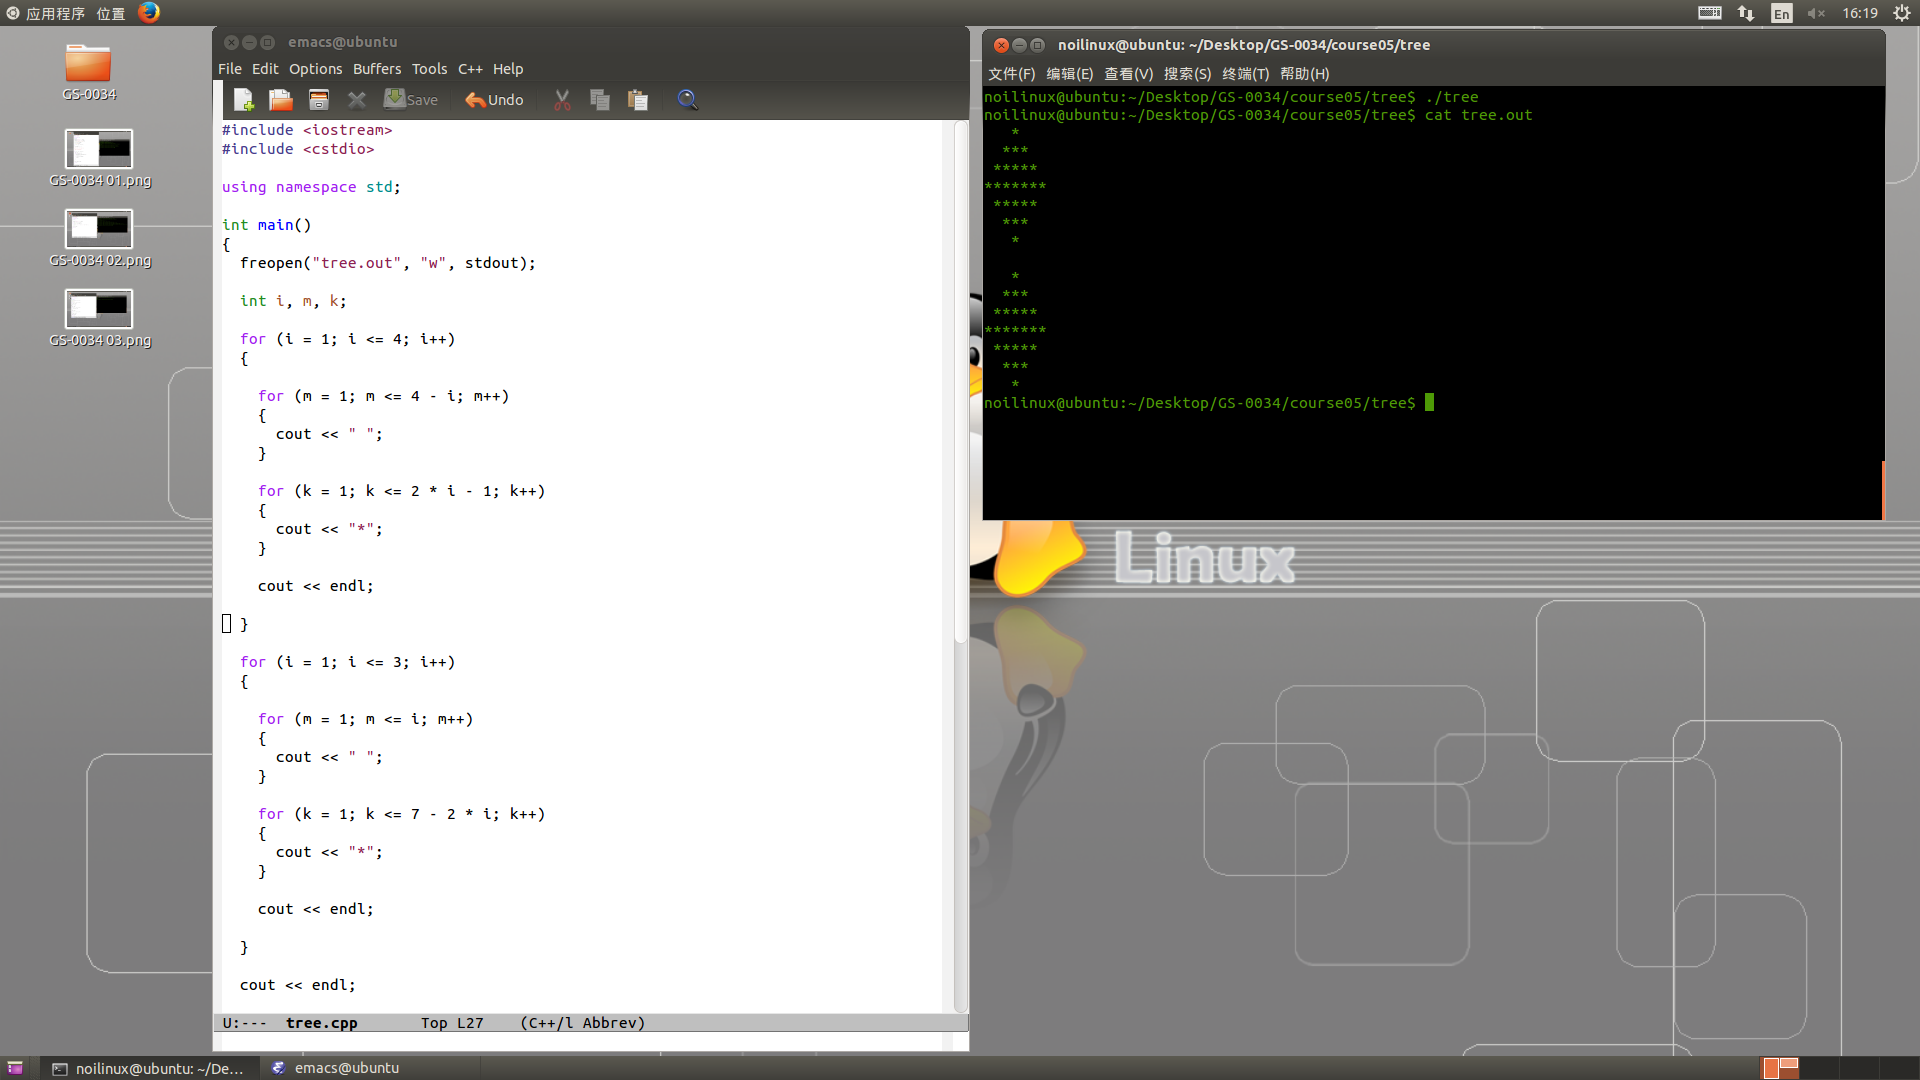 应用程序 位置
En
16:19
GS-0034
GS-0034 01.png
GS-0034 02.png
GS-0034 03.png
emacs@ubuntu
File Edit Options Buffers Tools C++ Help
Save Undo
#include <iostream>
#include <cstdio>
using namespace std;
int main()
{
  freopen("tree.out", "w", stdout);
  int i, m, k;
  for (i = 1; i <= 4; i++)
  {
    for (m = 1; m <= 4 - i; m++)
    {
      cout << " ";
    }
    for (k = 1; k <= 2 * i - 1; k++)
    {
      cout << "*";
    }
    cout << endl;
  }
  for (i = 1; i <= 3; i++)
  {
    for (m = 1; m <= i; m++)
    {
      cout << " ";
    }
    for (k = 1; k <= 7 - 2 * i; k++)
    {
      cout << "*";
    }
    cout << endl;
  }
  cout << endl;
U:--- tree.cpp Top L27 (C++/l Abbrev)
noilinux@ubuntu: ~/Desktop/GS-0034/course05/tree
文件(F) 编辑(E) 查看(V) 搜索(S) 终端(T) 帮助(H)
noilinux@ubuntu:~/Desktop/GS-0034/course05/tree$ ./tree
noilinux@ubuntu:~/Desktop/GS-0034/course05/tree$ cat tree.out
   *
  ***
 *****
*******
 *****
  ***
   *
   *
  ***
 *****
*******
 *****
  ***
   *
noilinux@ubuntu:~/Desktop/GS-0034/course05/tree$
Linux
noilinux@ubuntu: ~/De...
emacs@ubuntu